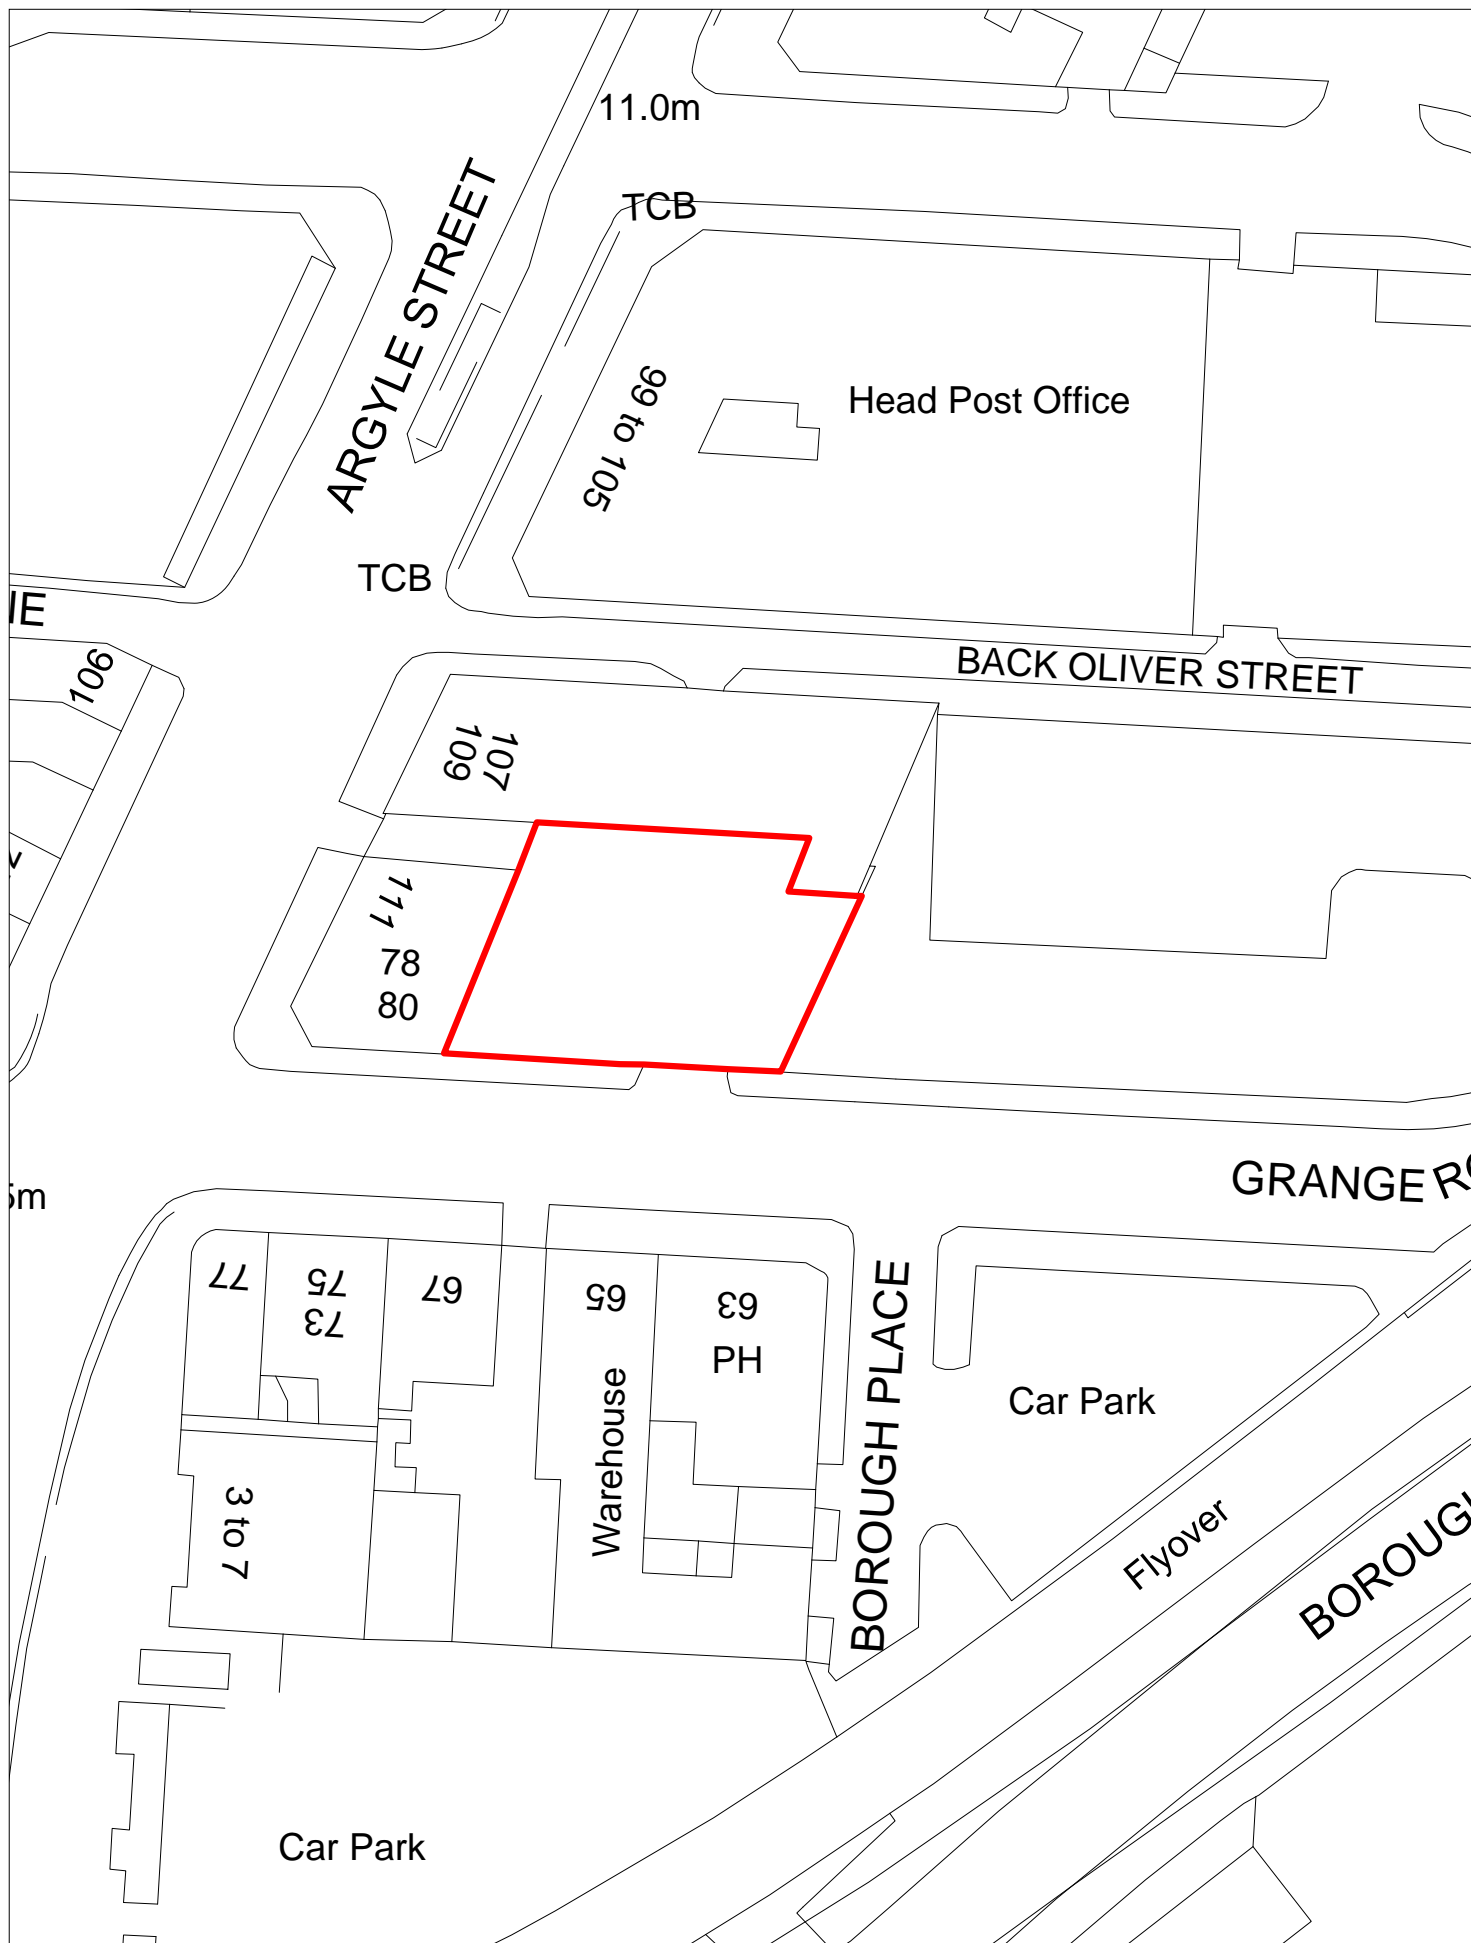 11.0m
TCB
ARGYLE STREET
99 to 105
Head Post Office
TCB
BACK OLIVER STREET
106
107
109
111
78
80
GRANGE
77
75
73
67
65
63
PH
Warehouse
BOROUGH PLACE
Car Park
3 to 7
Flyover
Car Park